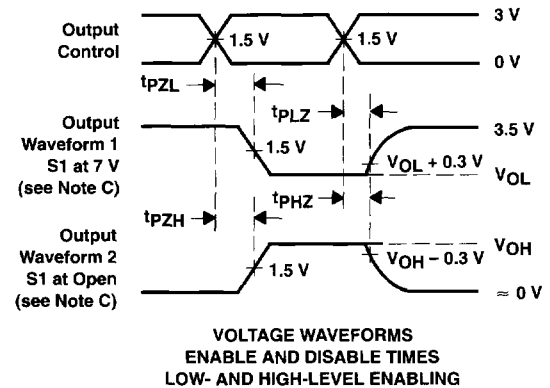 Output
Control
3 V
1.5 V
1.5 V
0 V
tPZL
tPLZ
Output
Waveform 1
S1 at 7 V
(see Note C)
1.5 V
3.5 V
VOL + 0.3 V
VOL
tPHZ
tPZH
Output
Waveform 2
S1 at Open
(see Note C)
1.5 V
VOH
VOH – 0.3 V
≈ 0 V
VOLTAGE WAVEFORMS
ENABLE AND DISABLE TIMES
LOW- AND HIGH-LEVEL ENABLING